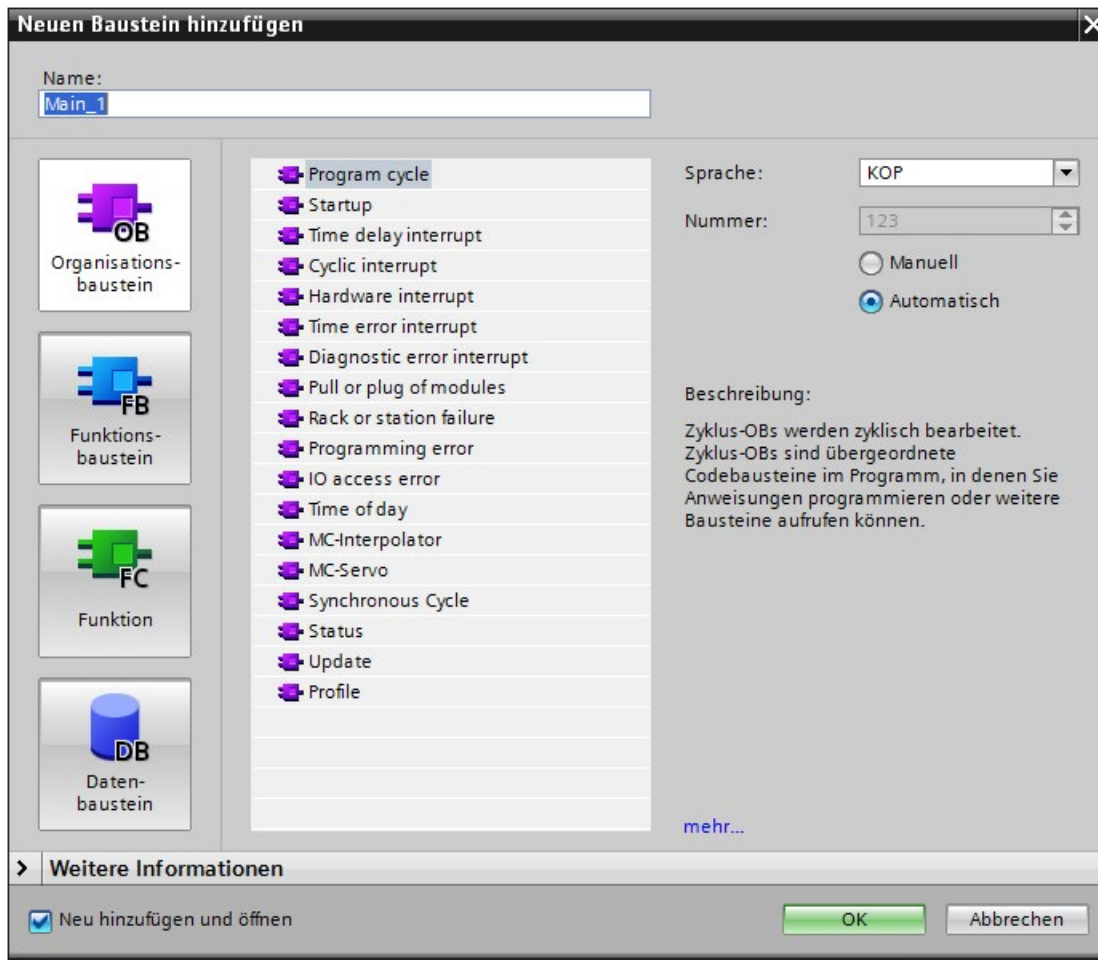 Neuen Baustein hinzufügen
Name:
Main_1
OB
Organisations-
baustein
FB
Funktions-
baustein
FC
Funktion
DB
Daten-
baustein
Program cycle
Startup
Time delay interrupt
Cyclic interrupt
Hardware interrupt
Time error interrupt
Diagnostic error interrupt
Pull or plug of modules
Rack or station failure
Programming error
IO access error
Time of day
MC-Interpolator
MC-Servo
Synchronous Cycle
Status
Update
Profile
Sprache: KOP
Nummer: 123
Manuell
Automatisch
Beschreibung:
Zyklus-OBs werden zyklisch bearbeitet.
Zyklus-OBs sind übergeordnete
Codebausteine im Programm, in denen Sie
Anweisungen programmieren oder weitere
Bausteine aufrufen können.
mehr...
Weitere Informationen
Neu hinzufügen und öffnen
OK Abbrechen